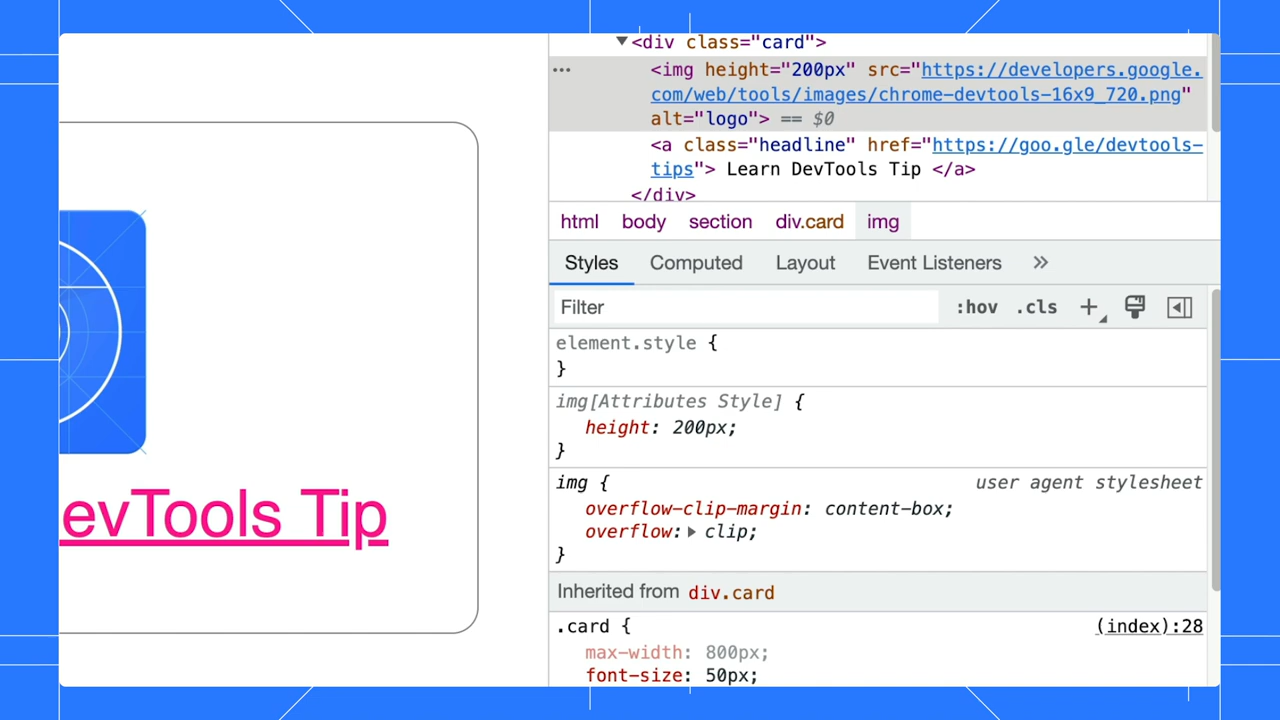 <div class="card">
… <img height="200px" src="https://developers.google.
com/web/tools/images/chrome-devtools-16x9_720.png"
alt="logo"> == $0
<a class="headline" href="https://goo.gle/devtools-
tips"> Learn DevTools Tip </a>
</div>
html body section div.card img
Styles Computed Layout Event Listeners »
Filter :hov .cls +
element.style {
}
img[Attributes Style] {
height: 200px;
}
img { user agent stylesheet
overflow-clip-margin: content-box;
overflow: clip;
}
Inherited from div.card
.card { (index):28
max-width: 800px;
font-size: 50px;
evTools Tip